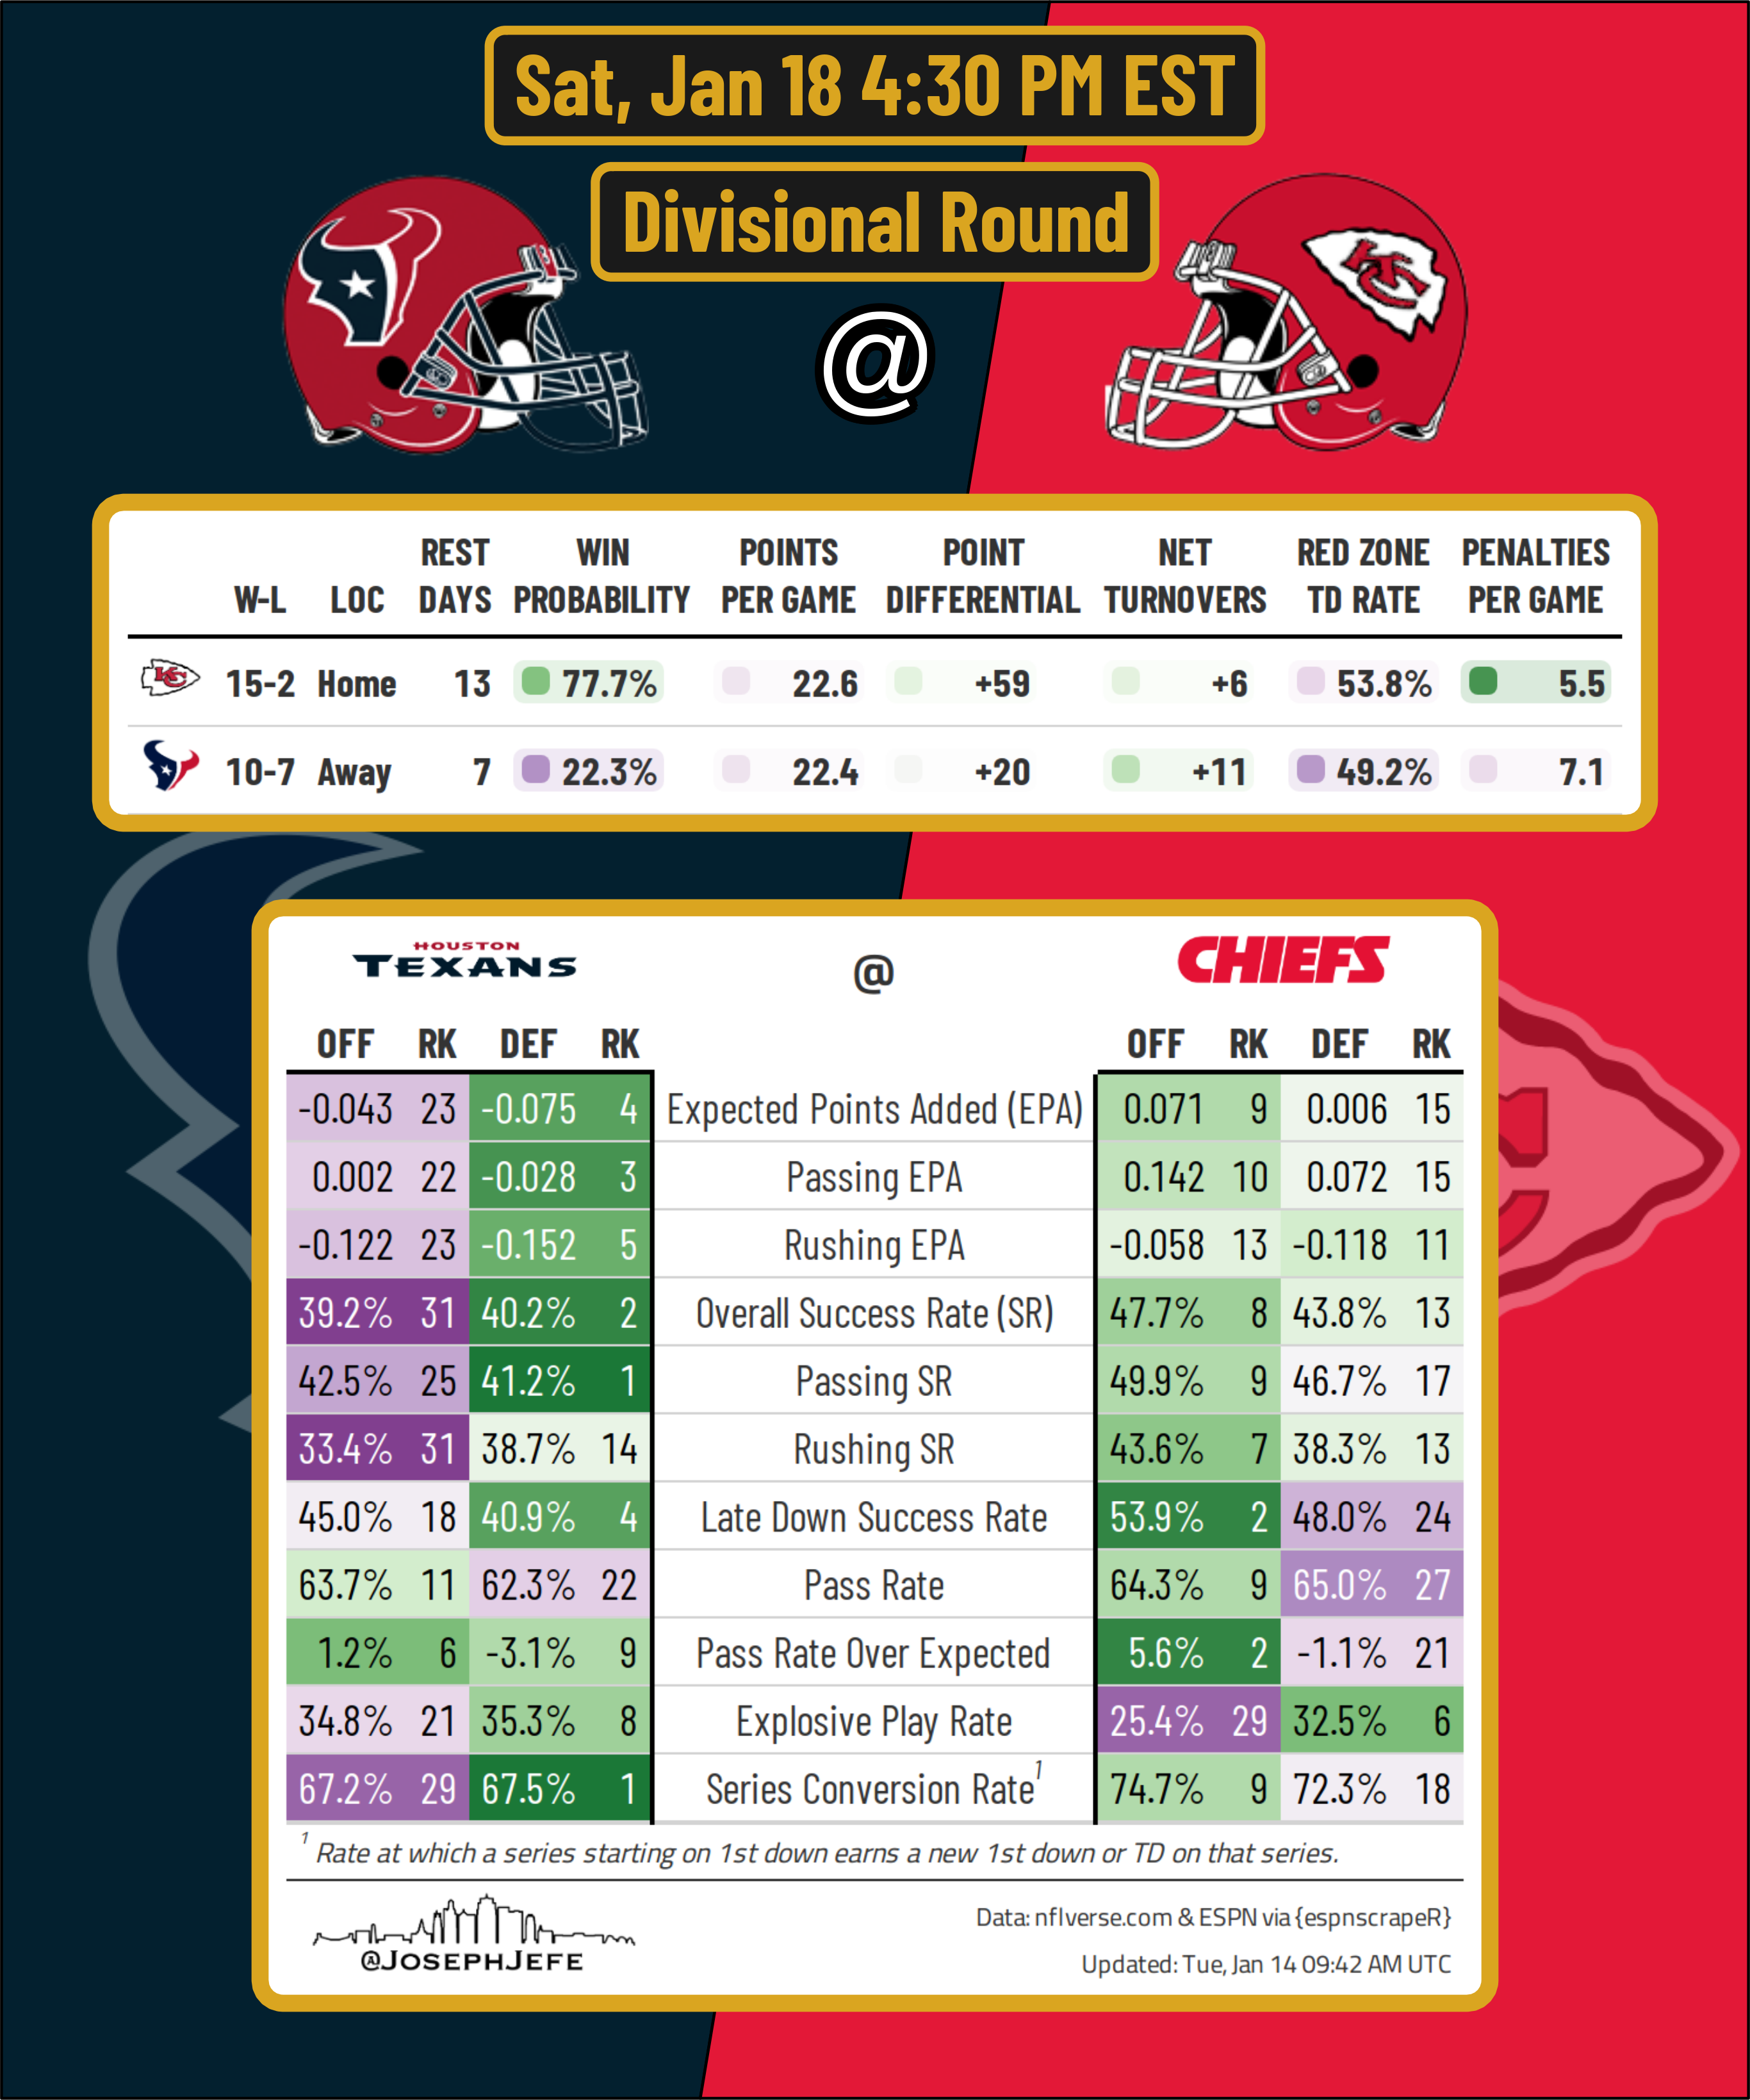 Sat, Jan 18 4:30 PM EST
Divisional Round
@
W-L LOC REST DAYS WIN PROBABILITY POINTS PER GAME POINT DIFFERENTIAL NET TURNOVERS RED ZONE TD RATE PENALTIES PER GAME
KC 15-2 Home 13 77.7% 22.6 +59 +6 53.8% 5.5
10-7 Away 7 22.3% 22.4 +20 +11 49.2% 7.1
HOUSTON
TEXANS @ CHIEFS
OFF RK DEF RK OFF RK DEF RK
-0.043 23 -0.075 4 Expected Points Added (EPA) 0.071 9 0.006 15
0.002 22 -0.028 3 Passing EPA 0.142 10 0.072 15
-0.122 23 -0.152 5 Rushing EPA -0.058 13 -0.118 11
39.2% 31 40.2% 2 Overall Success Rate (SR) 47.7% 8 43.8% 13
42.5% 25 41.2% 1 Passing SR 49.9% 9 46.7% 17
33.4% 31 38.7% 14 Rushing SR 43.6% 7 38.3% 13
45.0% 18 40.9% 4 Late Down Success Rate 53.9% 2 48.0% 24
63.7% 11 62.3% 22 Pass Rate 64.3% 9 65.0% 27
1.2% 6 -3.1% 9 Pass Rate Over Expected 5.6% 2 -1.1% 21
34.8% 21 35.3% 8 Explosive Play Rate 25.4% 29 32.5% 6
67.2% 29 67.5% 1 Series Conversion Rate¹ 74.7% 9 72.3% 18
¹ Rate at which a series starting on 1st down earns a new 1st down or TD on that series.
Data: nflverse.com & ESPN via {espnscrapeR}
@JOSEPHJEFE
Updated: Tue, Jan 14 09:42 AM UTC